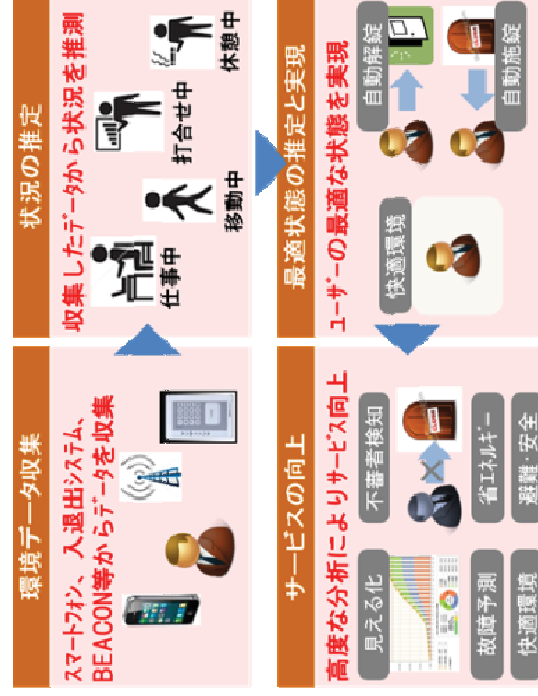 環境データ収集
スマートフォン、入退出システム、
BEACON等からデータを収集
状況の推定
収集したデータから状況を推測
仕事中
移動中
打合せ中
休憩中
サービスの向上
高度な分析によりサービス向上
見える化
不審者検知
故障予測
省エネルギー
快適環境
避難・安全
最適状態の推定と実現
ユーザーの最適な状態を実現
快適環境
自動解錠
自動施錠